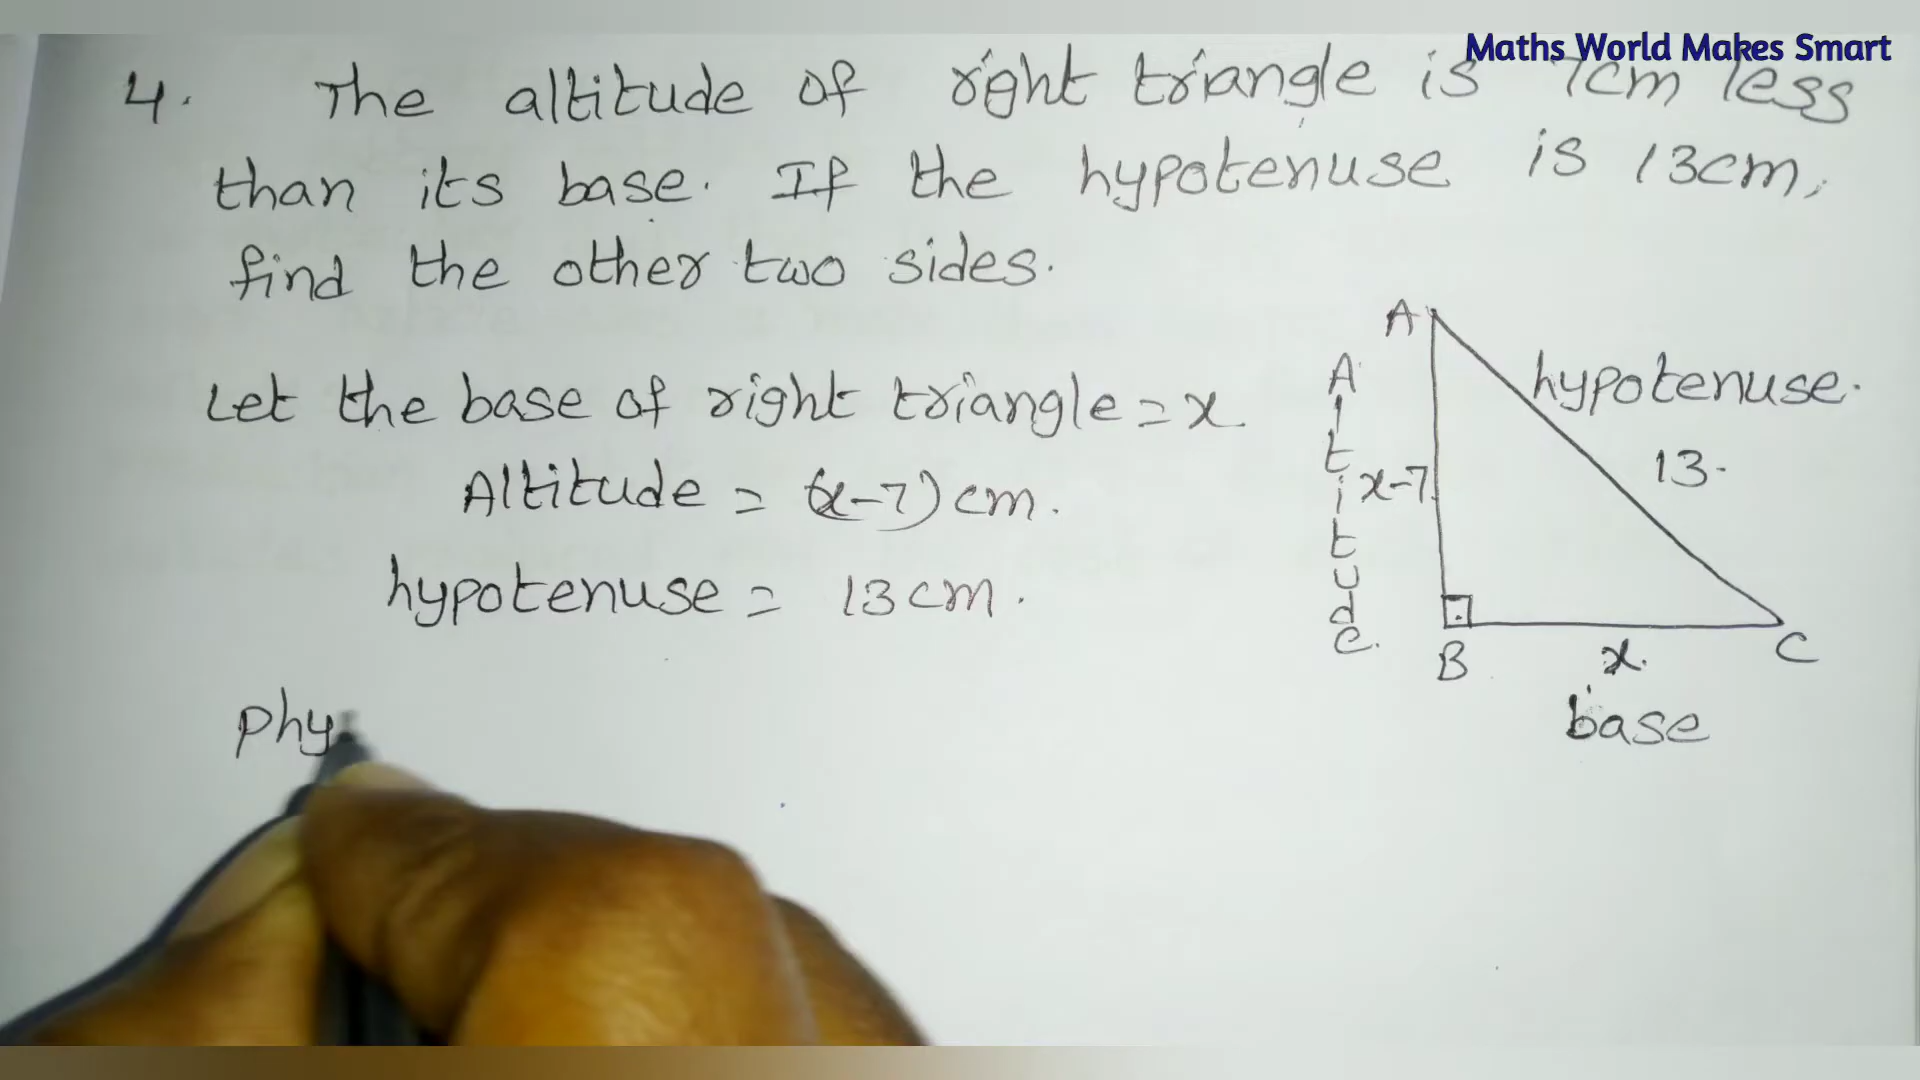 Maths World Makes Smart
4. The altitude of right triangle is 7cm less
than its base. If the hypotenuse is 13cm,
find the other two sides.
Let the base of right triangle = x
Altitude = (x-7) cm.
hypotenuse = 13 cm.
phy
A
Altitude.
x-7
hypotenuse.
13
B
x
C
base